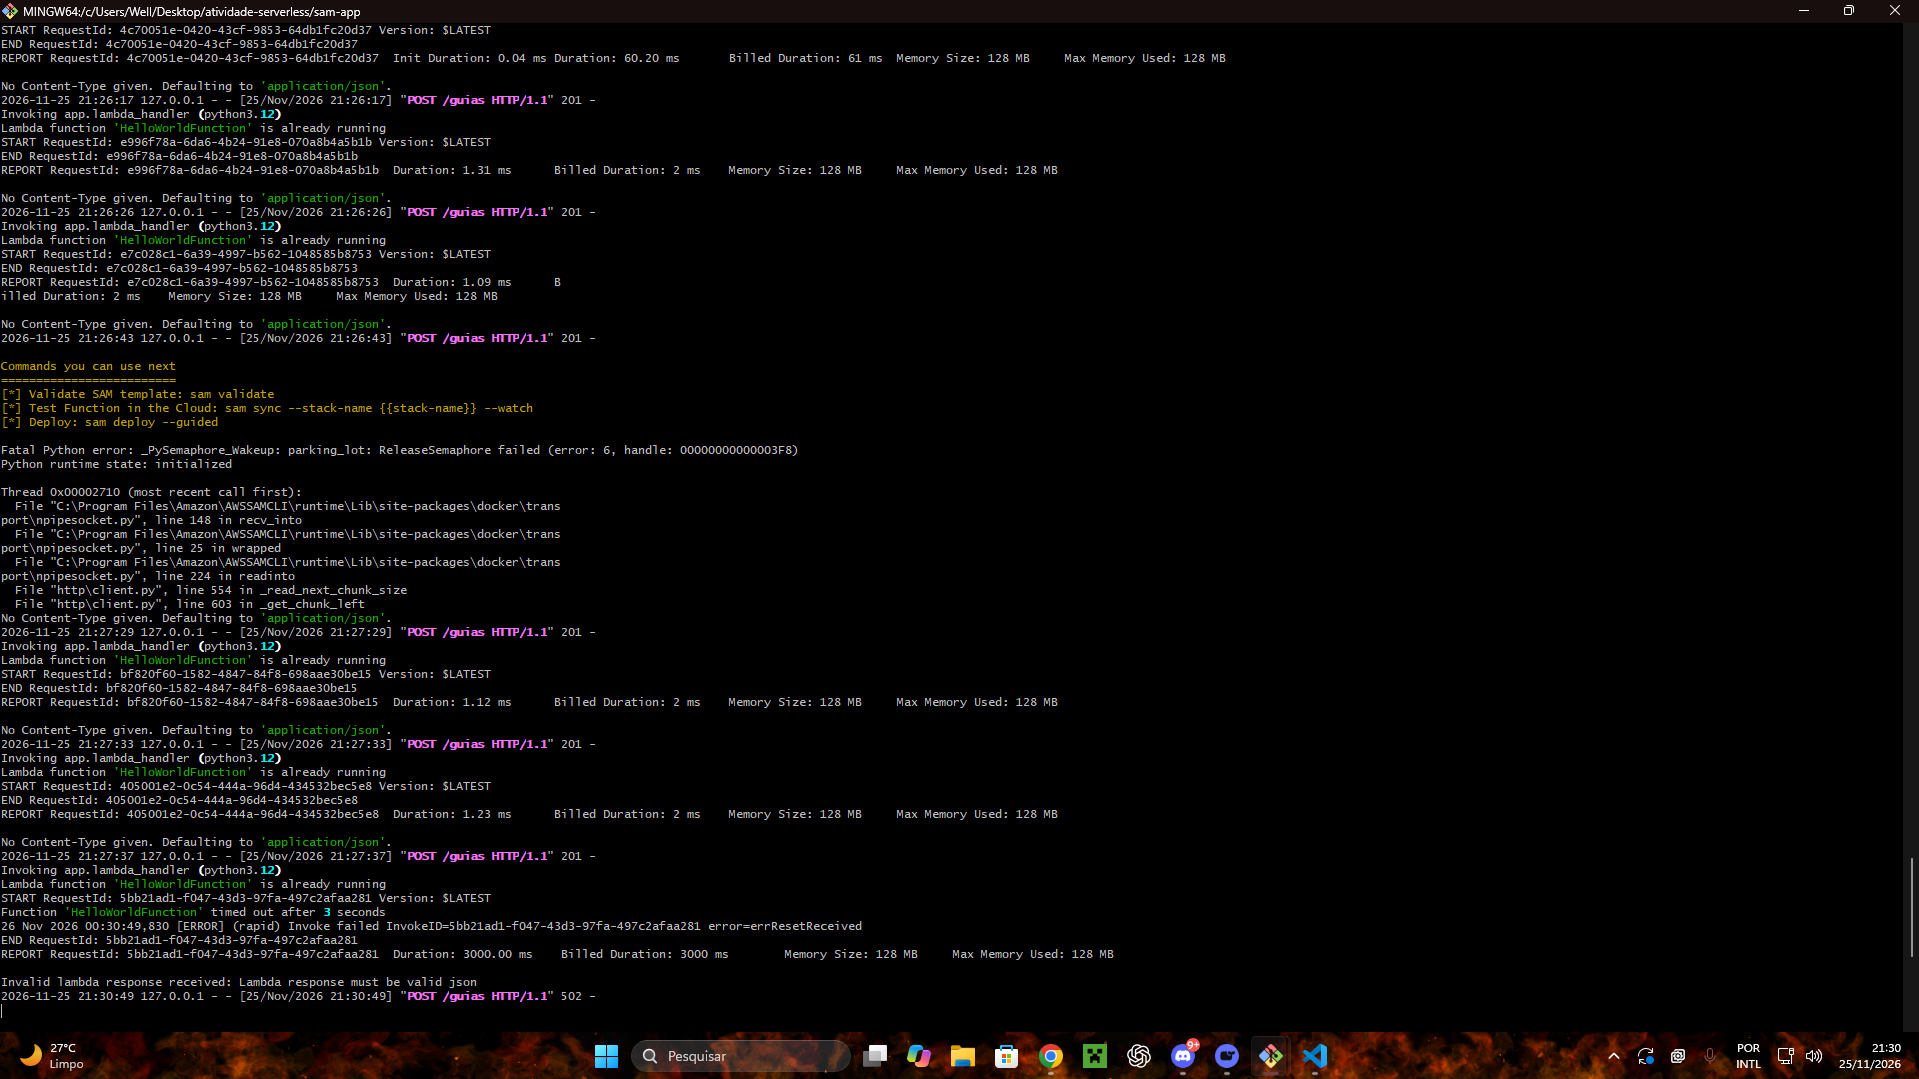 MINGW64:/c/Users/Well/Desktop/atividade-serverless/sam-app
START RequestId: 4c70051e-0420-43cf-9853-64db1fc20d37 Version: $LATEST
END RequestId: 4c70051e-0420-43cf-9853-64db1fc20d37
REPORT RequestId: 4c70051e-0420-43cf-9853-64db1fc20d37  Init Duration: 0.04 ms Duration: 60.20 ms       Billed Duration: 61 ms  Memory Size: 128 MB     Max Memory Used: 128 MB
No Content-Type given. Defaulting to 'application/json'.
2026-11-25 21:26:17 127.0.0.1 - - [25/Nov/2026 21:26:17] "POST /guias HTTP/1.1" 201 -
Invoking app.lambda_handler (python3.12)
Lambda function 'HelloWorldFunction' is already running
START RequestId: e996f78a-6da6-4b24-91e8-070a8b4a5b1b Version: $LATEST
END RequestId: e996f78a-6da6-4b24-91e8-070a8b4a5b1b
REPORT RequestId: e996f78a-6da6-4b24-91e8-070a8b4a5b1b  Duration: 1.31 ms      Billed Duration: 2 ms    Memory Size: 128 MB     Max Memory Used: 128 MB
No Content-Type given. Defaulting to 'application/json'.
2026-11-25 21:26:26 127.0.0.1 - - [25/Nov/2026 21:26:26] "POST /guias HTTP/1.1" 201 -
Invoking app.lambda_handler (python3.12)
Lambda function 'HelloWorldFunction' is already running
START RequestId: e7c028c1-6a39-4997-b562-1048585b8753 Version: $LATEST
END RequestId: e7c028c1-6a39-4997-b562-1048585b8753
REPORT RequestId: e7c028c1-6a39-4997-b562-1048585b8753  Duration: 1.09 ms      B
illed Duration: 2 ms    Memory Size: 128 MB     Max Memory Used: 128 MB
No Content-Type given. Defaulting to 'application/json'.
2026-11-25 21:26:43 127.0.0.1 - - [25/Nov/2026 21:26:43] "POST /guias HTTP/1.1" 201 -
Commands you can use next
=========================
[*] Validate SAM template: sam validate
[*] Test Function in the Cloud: sam sync --stack-name {{stack-name}} --watch
[*] Deploy: sam deploy --guided
Fatal Python error: _PySemaphore_Wakeup: parking_lot: ReleaseSemaphore failed (error: 6, handle: 00000000000003F8)
Python runtime state: initialized
Thread 0x00002710 (most recent call first):
  File "C:\Program Files\Amazon\AWSSAMCLI\runtime\Lib\site-packages\docker\trans
port\npipesocket.py", line 148 in recv_into
  File "C:\Program Files\Amazon\AWSSAMCLI\runtime\Lib\site-packages\docker\trans
port\npipesocket.py", line 25 in wrapped
  File "C:\Program Files\Amazon\AWSSAMCLI\runtime\Lib\site-packages\docker\trans
port\npipesocket.py", line 224 in readinto
  File "http\client.py", line 554 in _read_next_chunk_size
  File "http\client.py", line 603 in _get_chunk_left
No Content-Type given. Defaulting to 'application/json'.
2026-11-25 21:27:29 127.0.0.1 - - [25/Nov/2026 21:27:29] "POST /guias HTTP/1.1" 201 -
Invoking app.lambda_handler (python3.12)
Lambda function 'HelloWorldFunction' is already running
START RequestId: bf820f60-1582-4847-84f8-698aae30be15 Version: $LATEST
END RequestId: bf820f60-1582-4847-84f8-698aae30be15
REPORT RequestId: bf820f60-1582-4847-84f8-698aae30be15  Duration: 1.12 ms      Billed Duration: 2 ms    Memory Size: 128 MB     Max Memory Used: 128 MB
No Content-Type given. Defaulting to 'application/json'.
2026-11-25 21:27:33 127.0.0.1 - - [25/Nov/2026 21:27:33] "POST /guias HTTP/1.1" 201 -
Invoking app.lambda_handler (python3.12)
Lambda function 'HelloWorldFunction' is already running
START RequestId: 405001e2-0c54-444a-96d4-434532bec5e8 Version: $LATEST
END RequestId: 405001e2-0c54-444a-96d4-434532bec5e8
REPORT RequestId: 405001e2-0c54-444a-96d4-434532bec5e8  Duration: 1.23 ms      Billed Duration: 2 ms    Memory Size: 128 MB     Max Memory Used: 128 MB
No Content-Type given. Defaulting to 'application/json'.
2026-11-25 21:27:37 127.0.0.1 - - [25/Nov/2026 21:27:37] "POST /guias HTTP/1.1" 201 -
Invoking app.lambda_handler (python3.12)
Lambda function 'HelloWorldFunction' is already running
START RequestId: 5bb21ad1-f047-43d3-97fa-497c2afaa281 Version: $LATEST
Function 'HelloWorldFunction' timed out after 3 seconds
26 Nov 2026 00:30:49,830 [ERROR] (rapid) Invoke failed InvokeID=5bb21ad1-f047-43d3-97fa-497c2afaa281 error=errResetReceived
END RequestId: 5bb21ad1-f047-43d3-97fa-497c2afaa281
REPORT RequestId: 5bb21ad1-f047-43d3-97fa-497c2afaa281  Duration: 3000.00 ms    Billed Duration: 3000 ms        Memory Size: 128 MB     Max Memory Used: 128 MB
Invalid lambda response received: Lambda response must be valid json
2026-11-25 21:30:49 127.0.0.1 - - [25/Nov/2026 21:30:49] "POST /guias HTTP/1.1" 502 -
27°C
Limpo
Pesquisar
9+
POR
INTL
21:30
25/11/2026